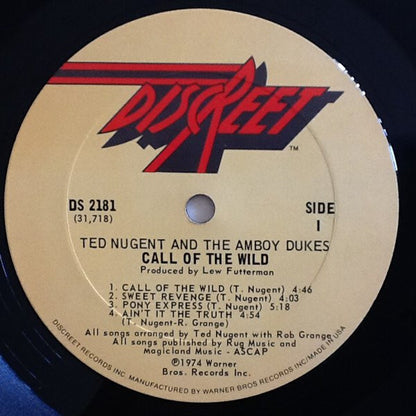 DISCREET
TM
DS 2181
(31,718)
SIDE
1
TED NUGENT AND THE AMBOY DUKES
CALL OF THE WILD
Produced by Lew Futterman
1. CALL OF THE WILD (T. Nugent) 4:46
2. SWEET REVENGE (T. Nugent) 4:03
3. PONY EXPRESS (T. Nugent) 5:18
4. AIN'T IT THE TRUTH 4:54
(T. Nugent-R. Grange)
All songs arranged by Ted Nugent with Rob Grange
All songs published by Rug Music and
Magicland Music - ASCAP
℗1974 Warner
Bros. Records Inc.
DISCREET RECORDS INC. MANUFACTURED BY WARNER BROS RECORDS INC. MADE IN USA